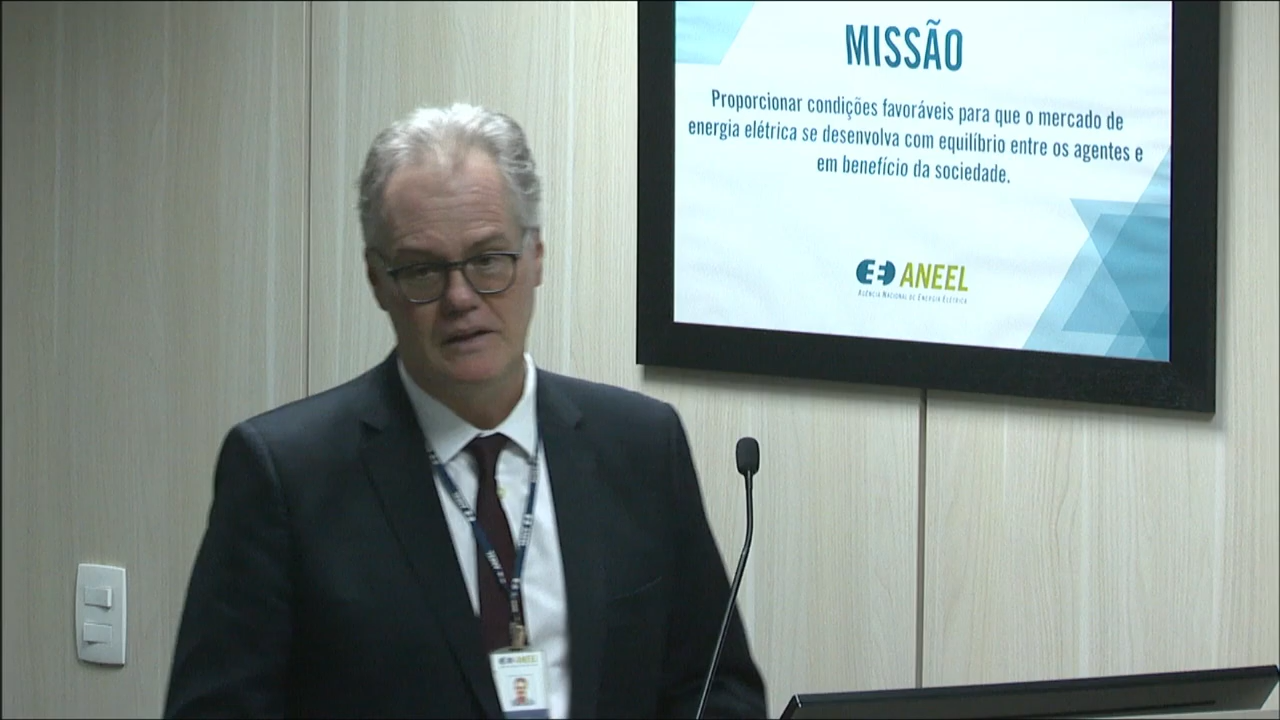 MISSÃO
Proporcionar condições favoráveis para que o mercado de
energia elétrica se desenvolva com equilíbrio entre os agentes e
em benefício da sociedade.
ANEEL
AGÊNCIA NACIONAL DE ENERGIA ELÉTRICA
ANEEL